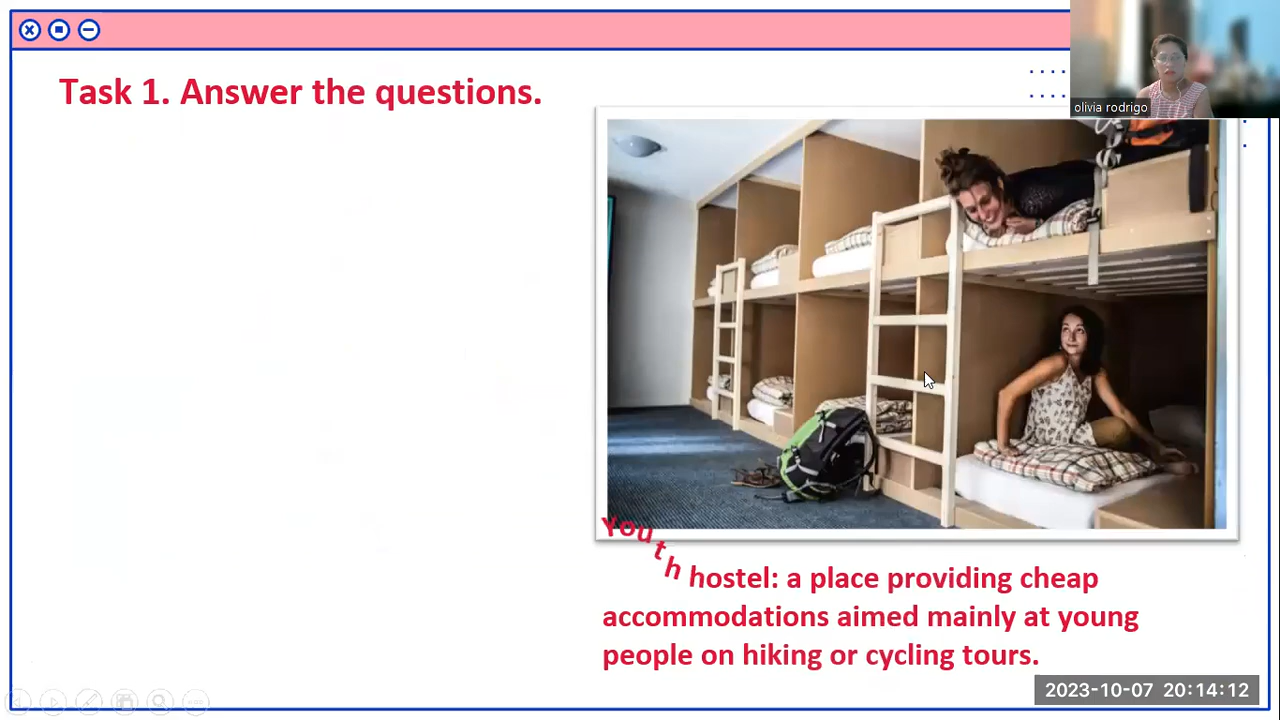 Task 1. Answer the questions.
olivia rodrigo
Youth hostel: a place providing cheap
accommodations aimed mainly at young
people on hiking or cycling tours.
2023-10-07 20:14:12